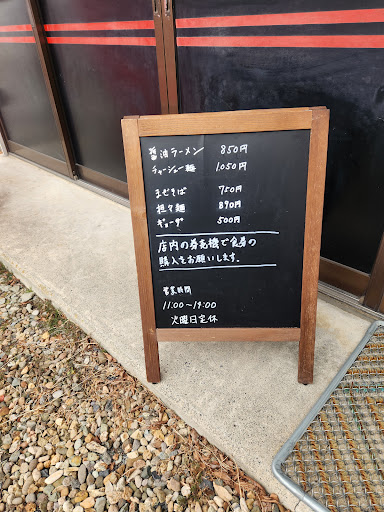 醤油ラーメン 850円
チャーシュー麺 1050円
まぜそば 750円
担々麺 890円
ギョーザ 500円
店内の券売機で食券の
購入をお願いします。
営業時間
11:00〜19:00
火曜日定休